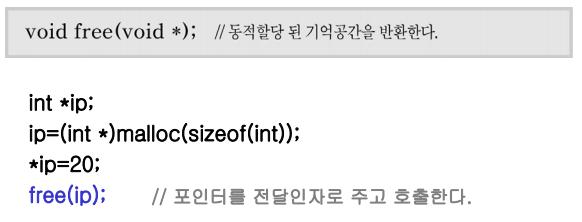 void free(void *); // 동적할당 된 기억공간을 반환한다.
int *ip;
ip=(int *)malloc(sizeof(int));
*ip=20;
free(ip); // 포인터를 전달인자로 주고 호출한다.